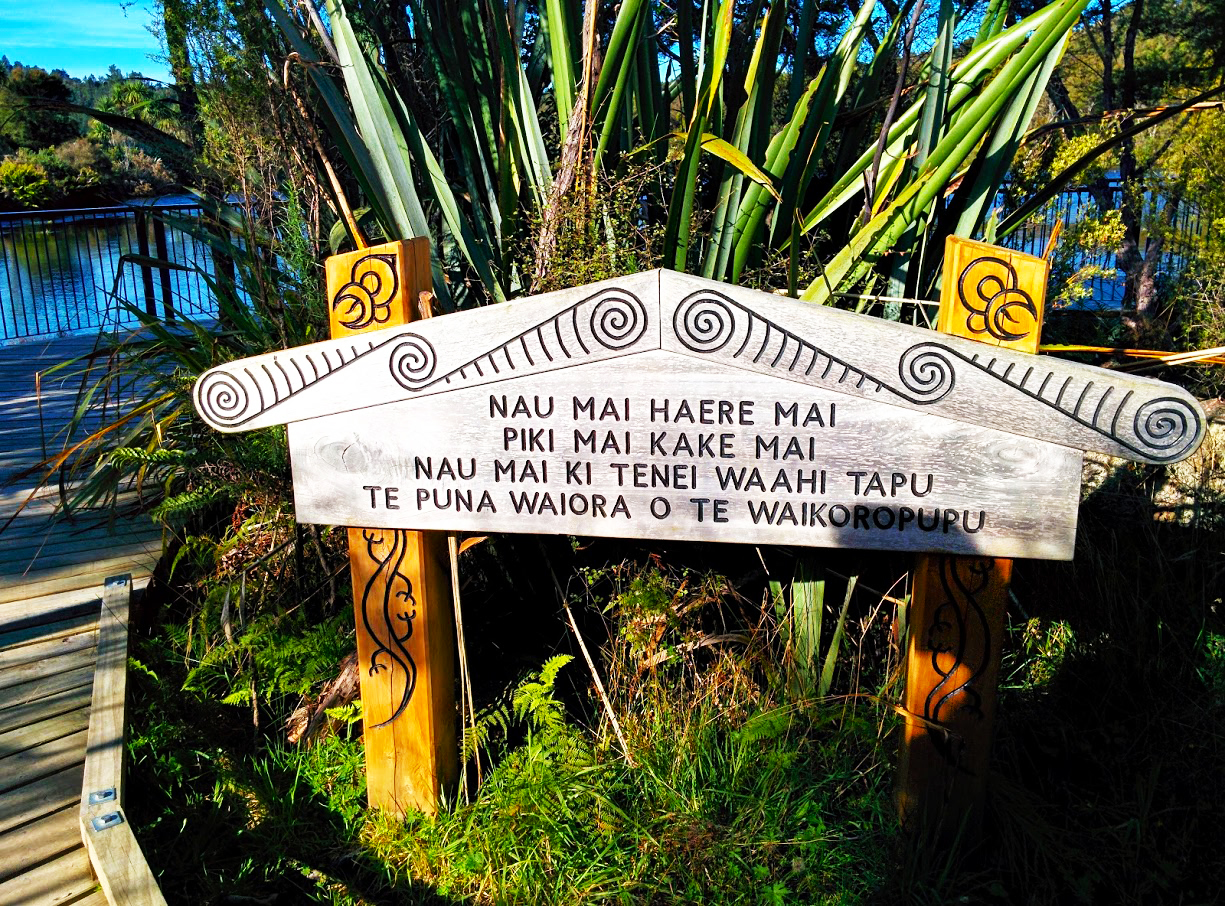 NAU MAI HAERE MAI
PIKI MAI KAKE MAI
NAU MAI KI TENEI WAAHI TAPU
TE PUNA WAIORA O TE WAIKOROPUPU